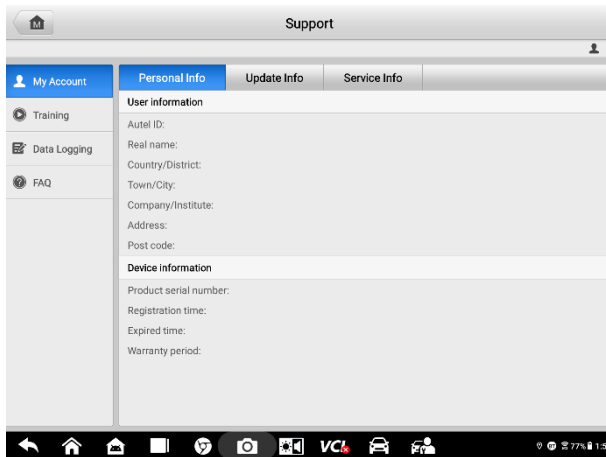 M
Support
My Account
Training
Data Logging
FAQ
Personal Info
Update Info
Service Info
User information
Autel ID:
Real name:
Country/District:
Town/City:
Company/Institute:
Address:
Post code:
Device information
Product serial number:
Registration time:
Expired time:
Warranty period:
VCI
77%